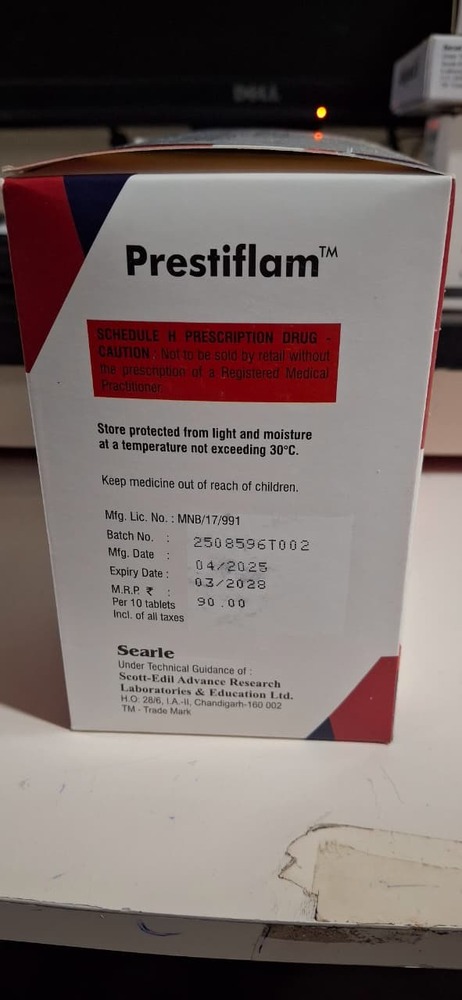 DELL
Prestiflam™
SCHEDULE H PRESCRIPTION DRUG -
CAUTION : Not to be sold by retail without
the prescription of a Registered Medical
Practitioner.
Store protected from light and moisture
at a temperature not exceeding 30°C.
Keep medicine out of reach of children.
Mfg. Lic. No. : MNB/17/991
Batch No. : 2508596T002
Mfg. Date : 04/2025
Expiry Date : 03/2028
M.R.P. ₹ : 90.00
Per 10 tablets
Incl. of all taxes
Searle
Under Technical Guidance of :
Scott-Edil Advance Research
Laboratories & Education Ltd.
H.O: 28/6, I.A.-II, Chandigarh-160 002
TM - Trade Mark